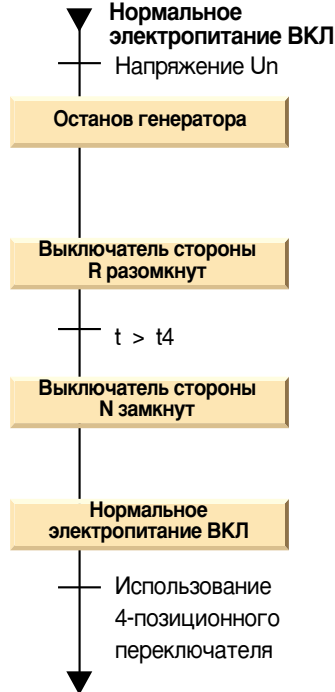 Нормальное
электропитание ВКЛ
Напряжение Un
Останов генератора
Выключатель стороны
R разомкнут
t > t4
Выключатель стороны
N замкнут
Нормальное
электропитание ВКЛ
Использование
4-позиционного
переключателя